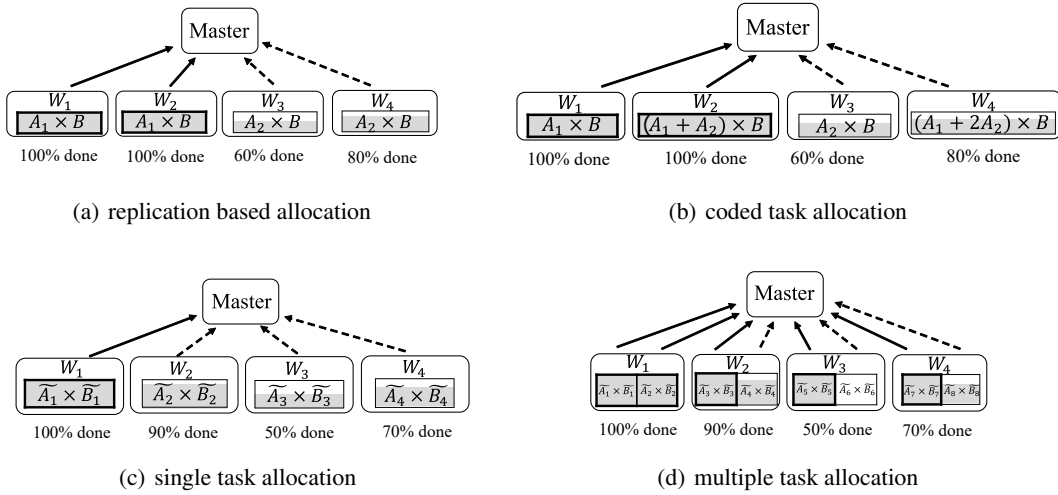 Master
W₁ W₂ W₃ W₄
A₁ × B A₁ × B A₂ × B A₂ × B
100% done 100% done 60% done 80% done
(a) replication based allocation
Master
W₁ W₂ W₃ W₄
A₁ × B (A₁ + A₂) × B A₂ × B (A₁ + 2A₂) × B
100% done 100% done 60% done 80% done
(b) coded task allocation
Master
W₁ W₂ W₃ W₄
Ã₁ × B̃₁ Ã₂ × B̃₂ Ã₃ × B̃₃ Ã₄ × B̃₄
100% done 90% done 50% done 70% done
(c) single task allocation
Master
W₁ W₂ W₃ W₄
Ã₁ × B̃₁ Ã₂ × B̃₂ Ã₃ × B̃₃ Ã₄ × B̃₄ Ã₅ × B̃₅ Ã₆ × B̃₆ Ã₇ × B̃₇ Ã₈ × B̃₈
100% done 90% done 50% done 70% done
(d) multiple task allocation